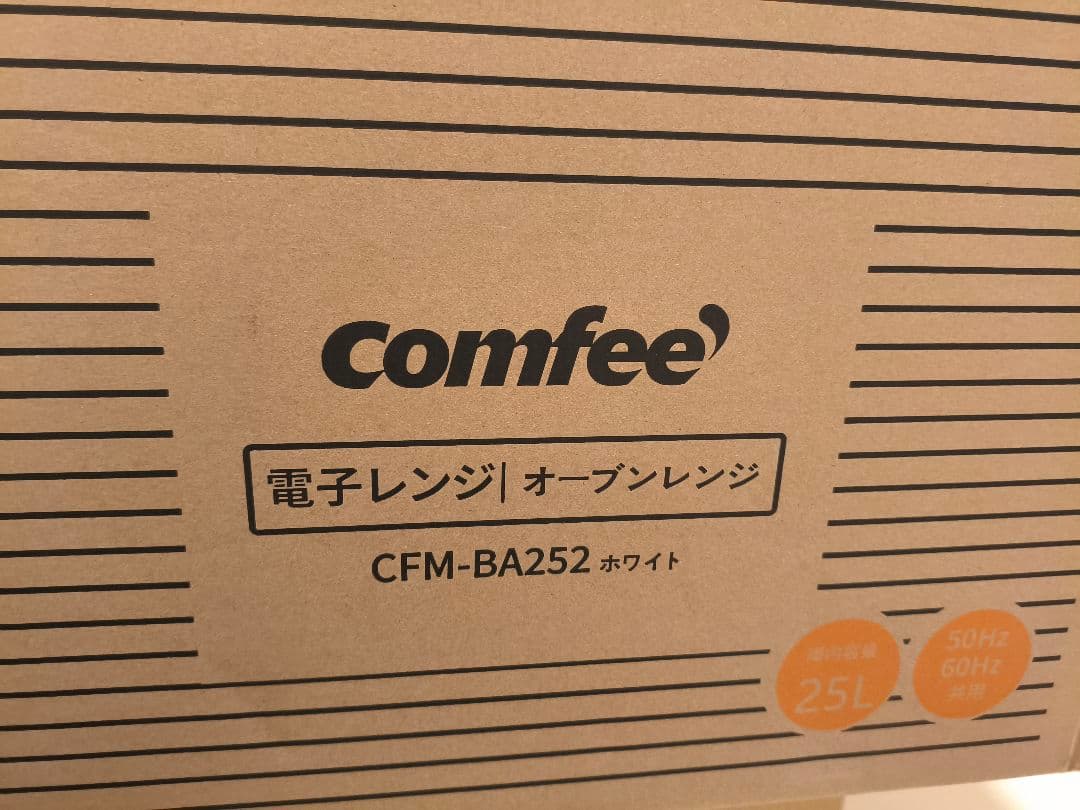 comfee'
電子レンジ| オーブンレンジ
CFM-BA252 ホワイト
庫内容量
25L
50Hz
60Hz
共用